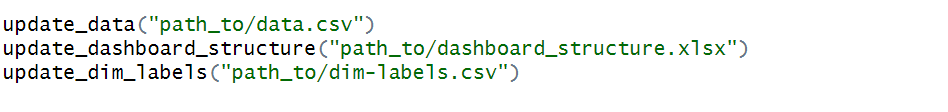 update_data("path_to/data.csv")
update_dashboard_structure("path_to/dashboard_structure.xlsx")
update_dim_labels("path_to/dim-labels.csv")